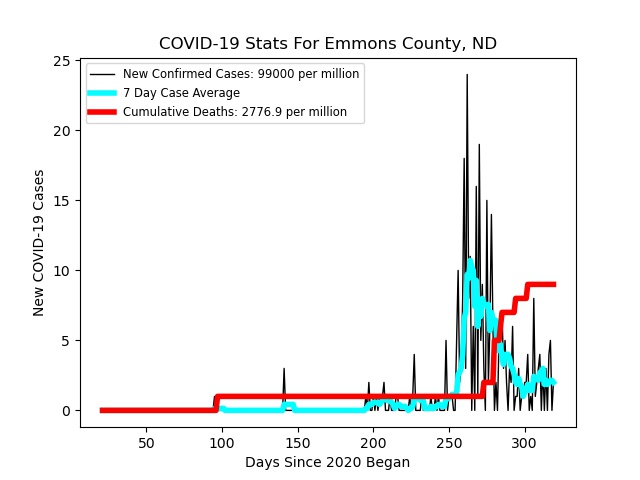 COVID-19 Stats For Emmons County, ND
New Confirmed Cases: 99000 per million
7 Day Case Average
Cumulative Deaths: 2776.9 per million
New COVID-19 Cases
25
20
15
10
5
0
50 100 150 200 250 300
Days Since 2020 Began